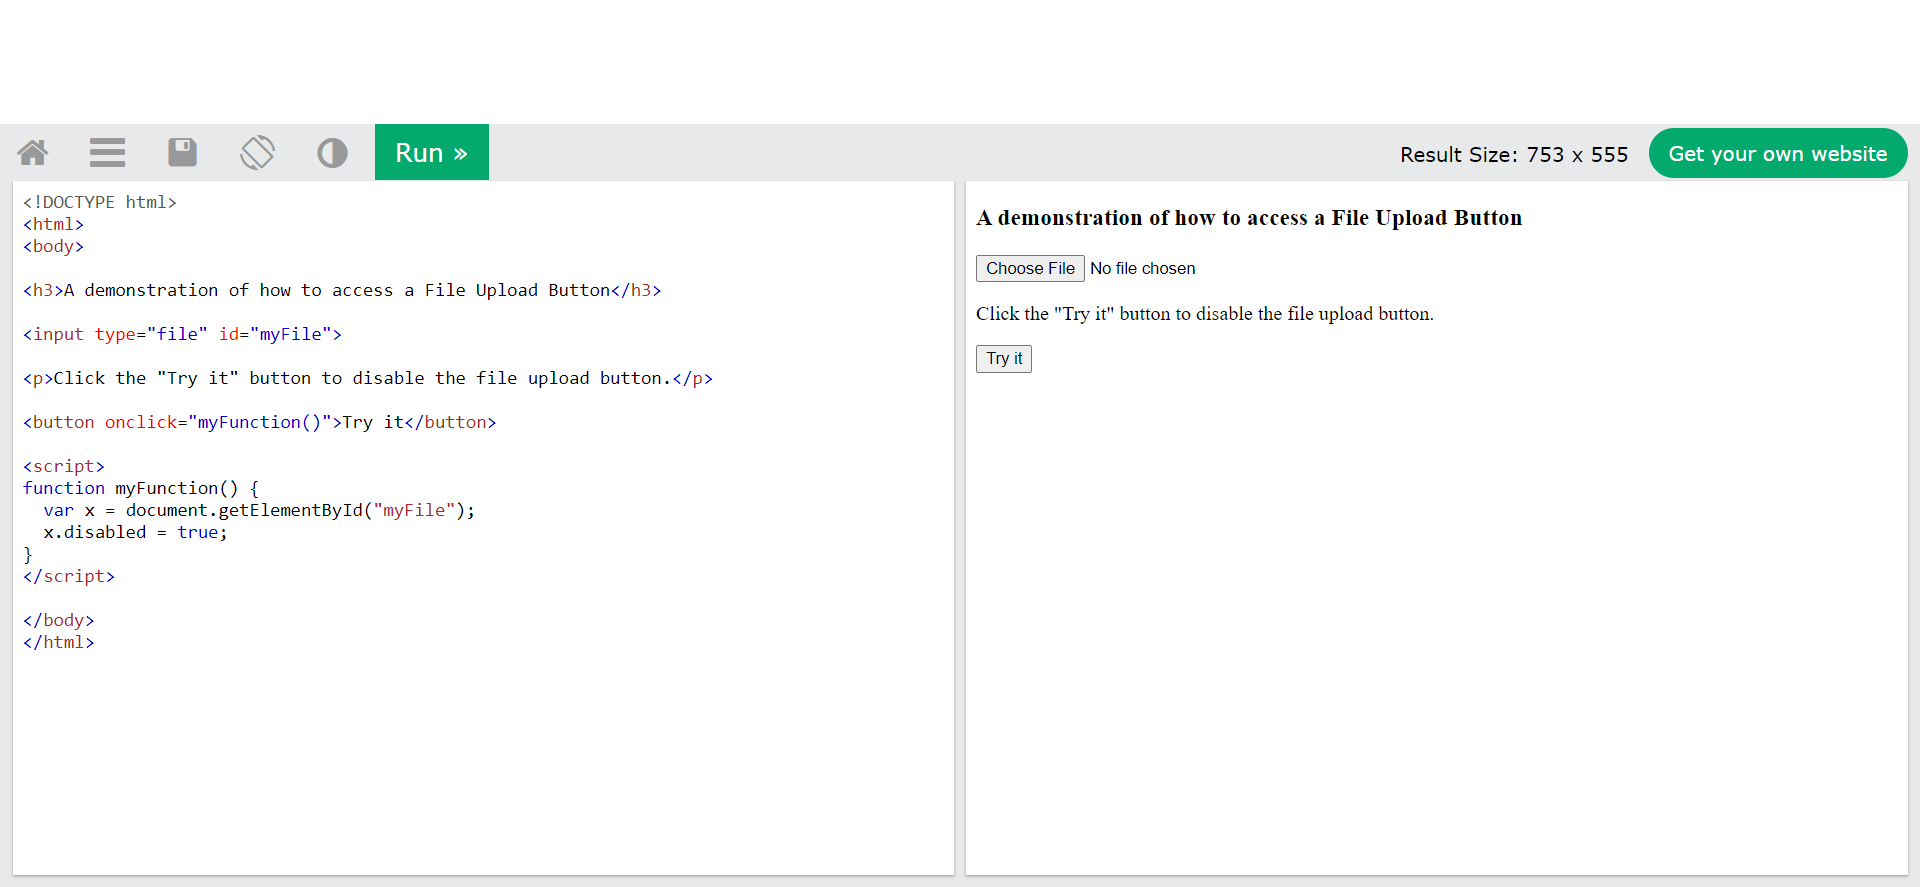 Run »
Result Size: 753 x 555
Get your own website
<!DOCTYPE html>
<html>
<body>
<h3>A demonstration of how to access a File Upload Button</h3>
<input type="file" id="myFile">
<p>Click the "Try it" button to disable the file upload button.</p>
<button onclick="myFunction()">Try it</button>
<script>
function myFunction() {
  var x = document.getElementById("myFile");
  x.disabled = true;
}
</script>
</body>
</html>
A demonstration of how to access a File Upload Button
Choose File No file chosen
Click the "Try it" button to disable the file upload button.
Try it